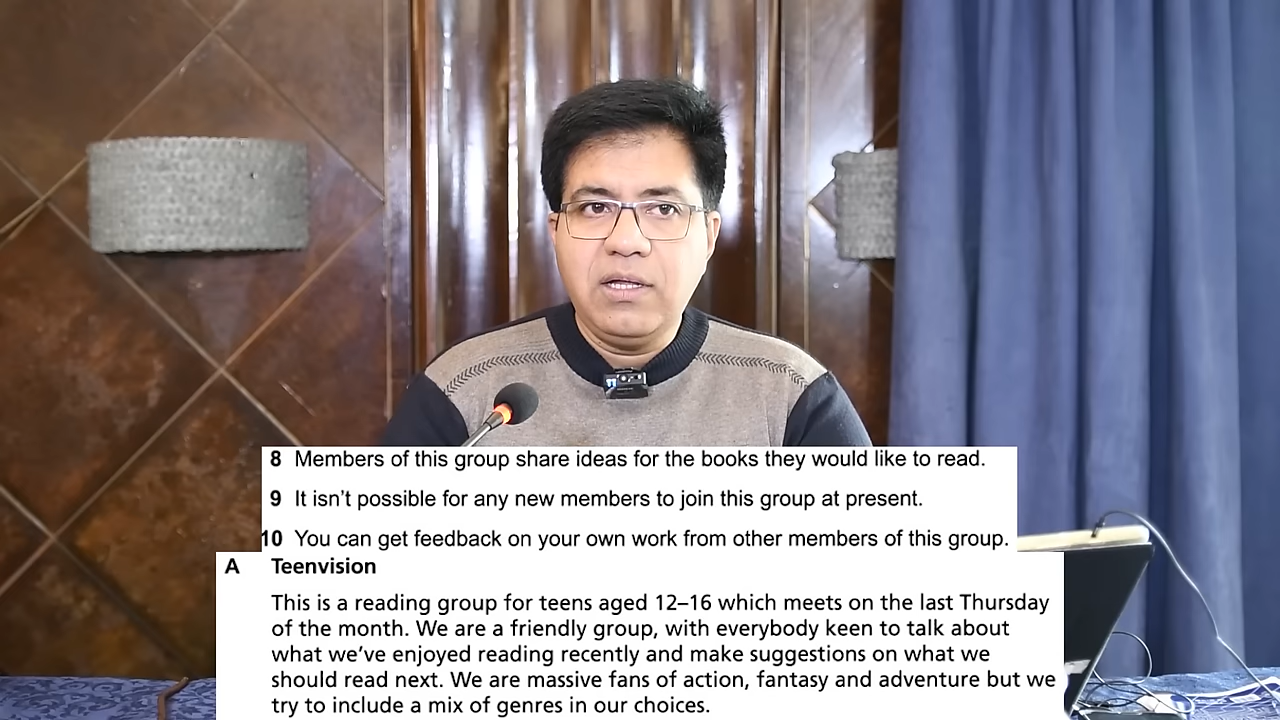 8 Members of this group share ideas for the books they would like to read.
9 It isn't possible for any new members to join this group at present.
10 You can get feedback on your own work from other members of this group.
A Teenvision
This is a reading group for teens aged 12–16 which meets on the last Thursday
of the month. We are a friendly group, with everybody keen to talk about
what we've enjoyed reading recently and make suggestions on what we
should read next. We are massive fans of action, fantasy and adventure but we
try to include a mix of genres in our choices.